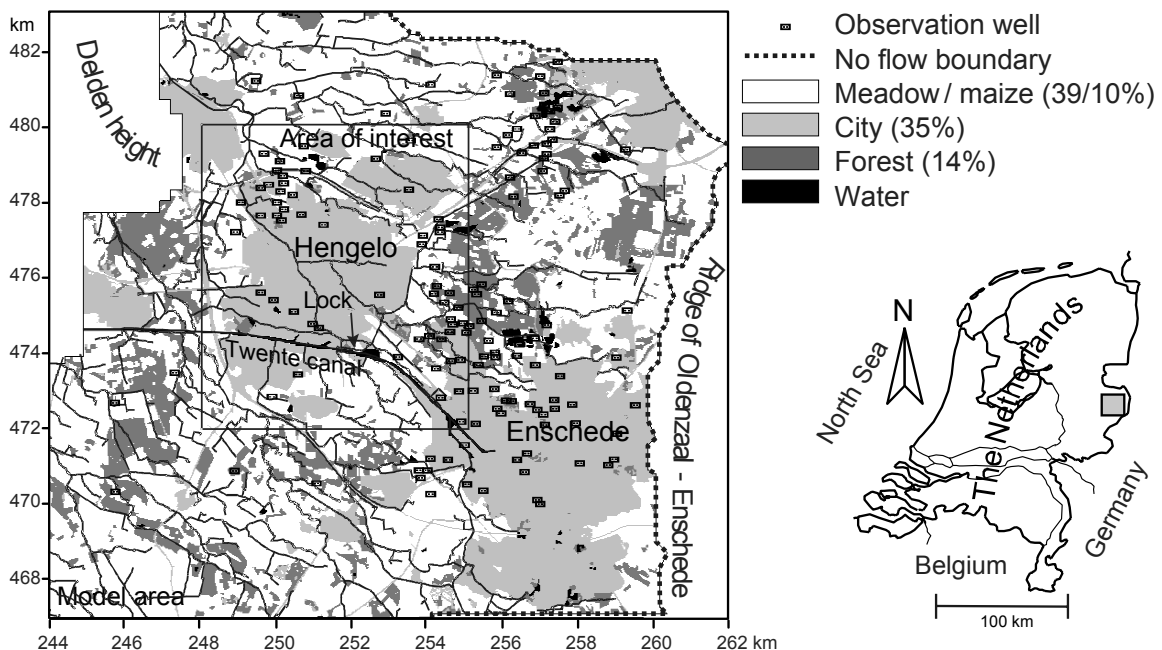 km
482
480
478
476
474
472
470
468
244
246
248
250
252
254
256
258
260
262 km
Delden height
Area of interest
Hengelo
Lock
Twentelcanal
Enschede
Ridge of Oldenzaal - Enschede
Model area
Observation well
No flow boundary
Meadow / maize (39/10%)
City (35%)
Forest (14%)
Water
N
North Sea
The Netherlands
Germany
Belgium
100 km